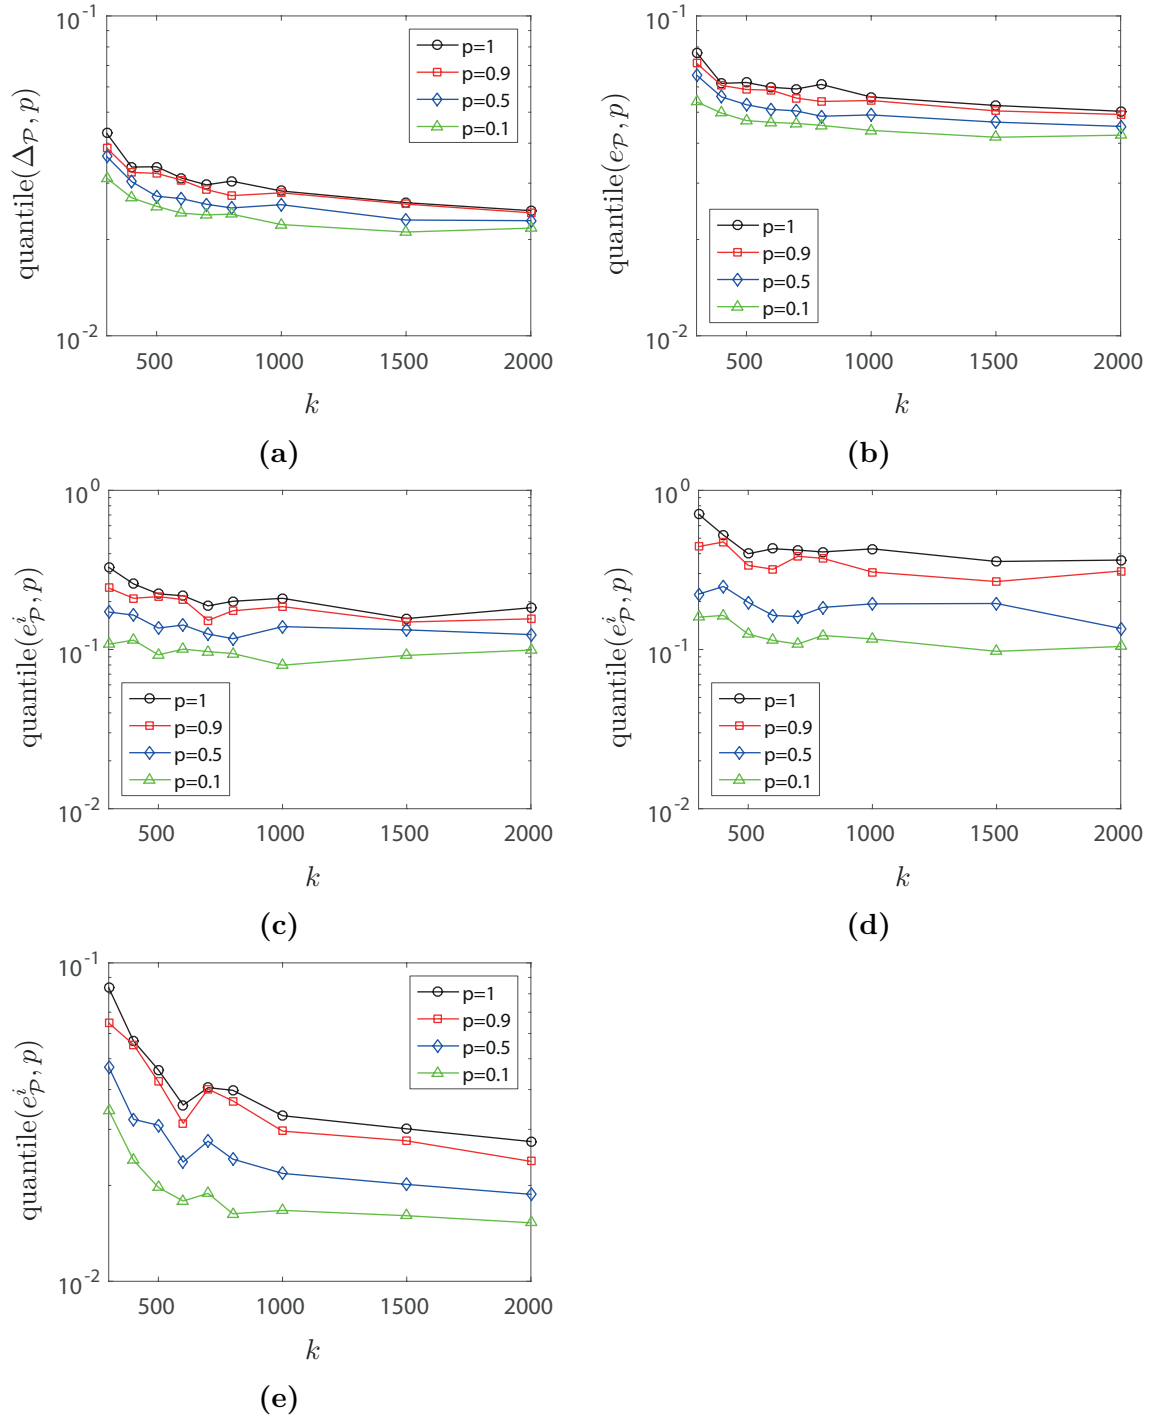 quantile(Δ_𝒫, p)
10^-1
10^-2
p=1
p=0.9
p=0.5
p=0.1
500 1000 1500 2000
k
(a)
quantile(e_𝒫, p)
10^-1
10^-2
p=1
p=0.9
p=0.5
p=0.1
500 1000 1500 2000
k
(b)
quantile(e^i_𝒫, p)
10^0
10^-1
10^-2
p=1
p=0.9
p=0.5
p=0.1
500 1000 1500 2000
k
(c)
quantile(e^i_𝒫, p)
10^0
10^-1
10^-2
p=1
p=0.9
p=0.5
p=0.1
500 1000 1500 2000
k
(d)
quantile(e^i_𝒫, p)
10^-1
10^-2
p=1
p=0.9
p=0.5
p=0.1
500 1000 1500 2000
k
(e)